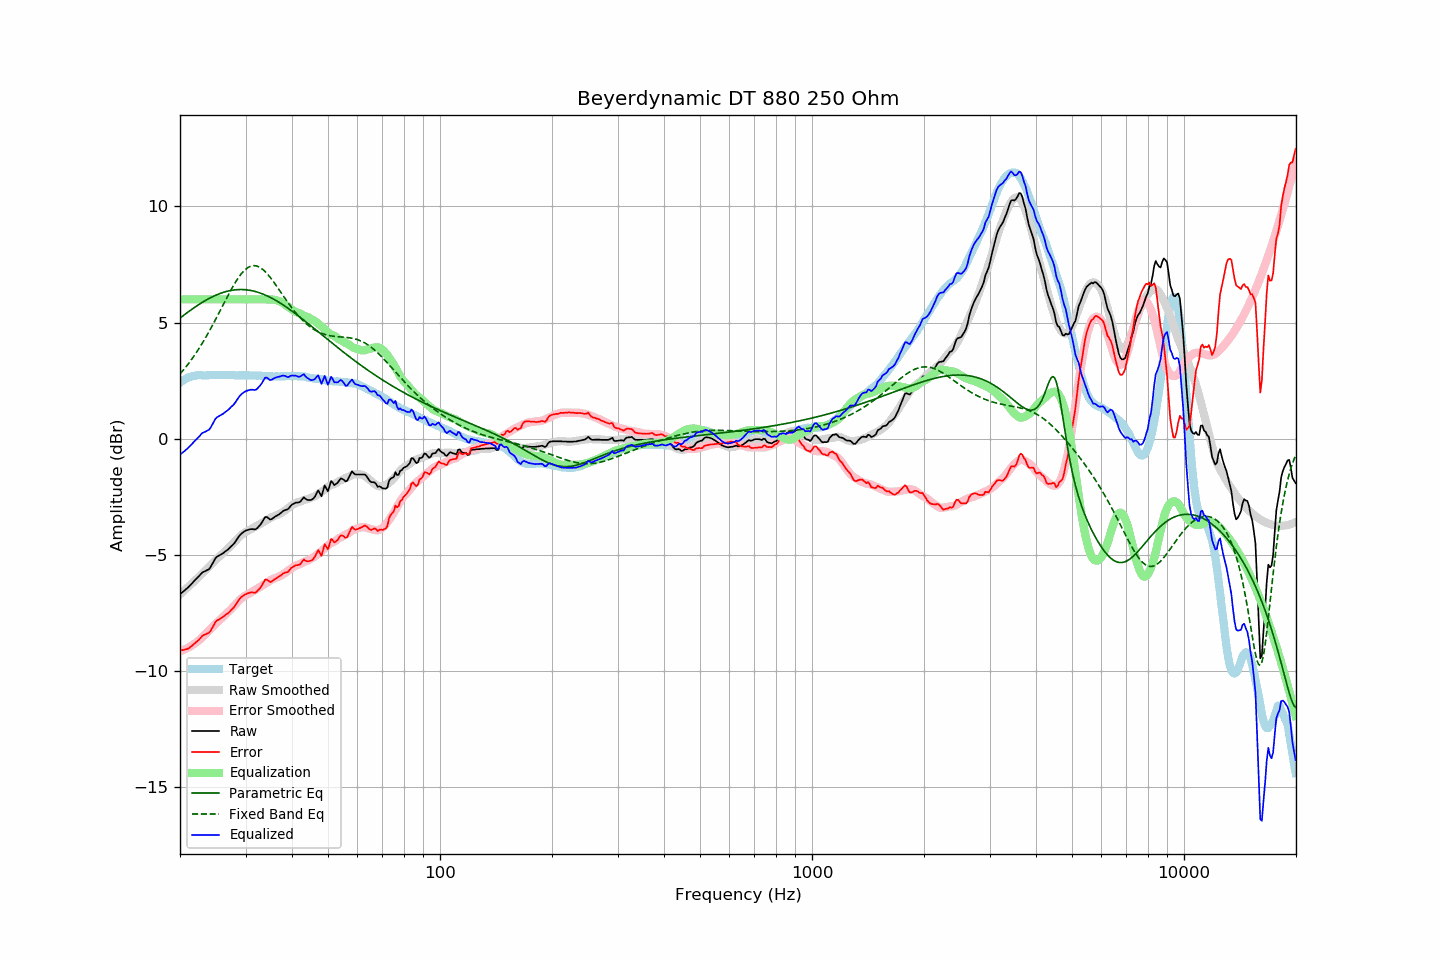 Beyerdynamic DT 880 250 Ohm
10
5
0
−5
−10
−15
Amplitude (dBr)
Target
Raw Smoothed
Error Smoothed
Raw
Error
Equalization
Parametric Eq
Fixed Band Eq
Equalized
100
1000
10000
Frequency (Hz)